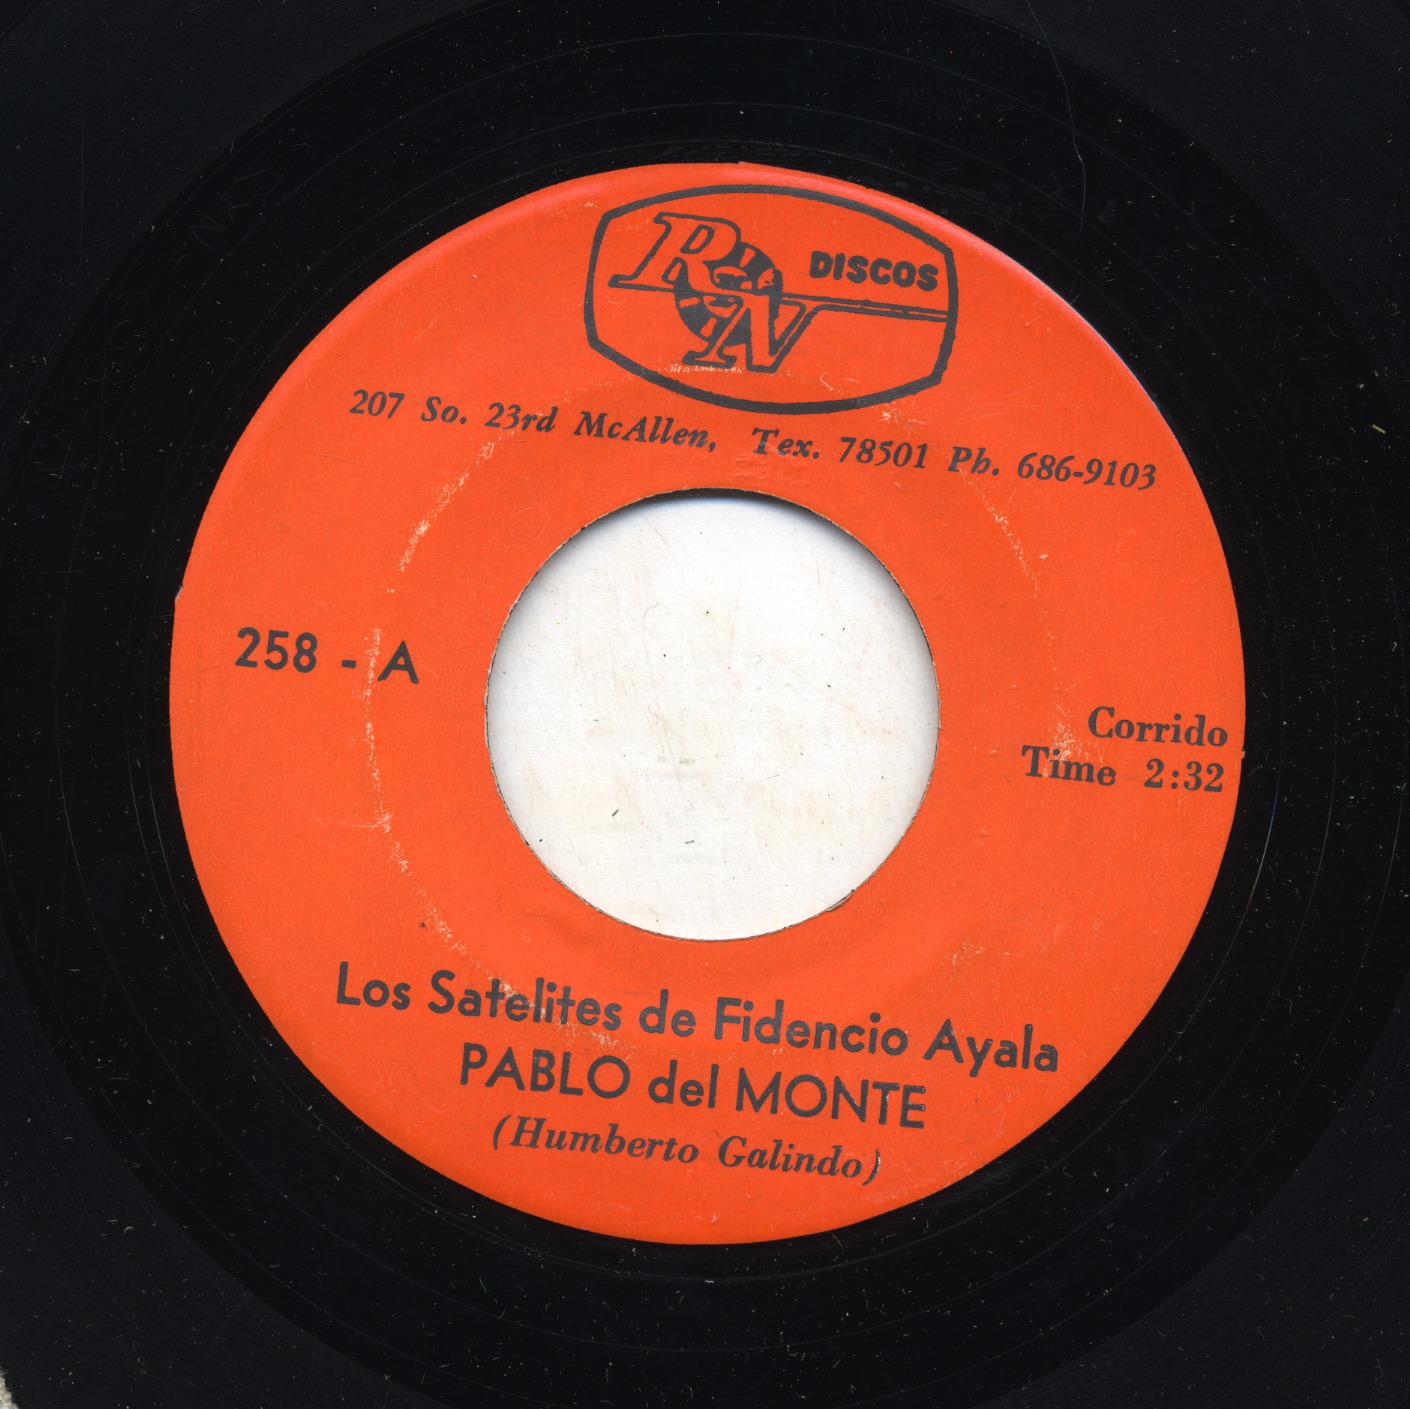 RN DISCOS
207 So. 23rd McAllen, Tex. 78501 Ph. 686-9103
258 - A
Corrido
Time 2:32
Los Satelites de Fidencio Ayala
PABLO del MONTE
(Humberto Galindo)